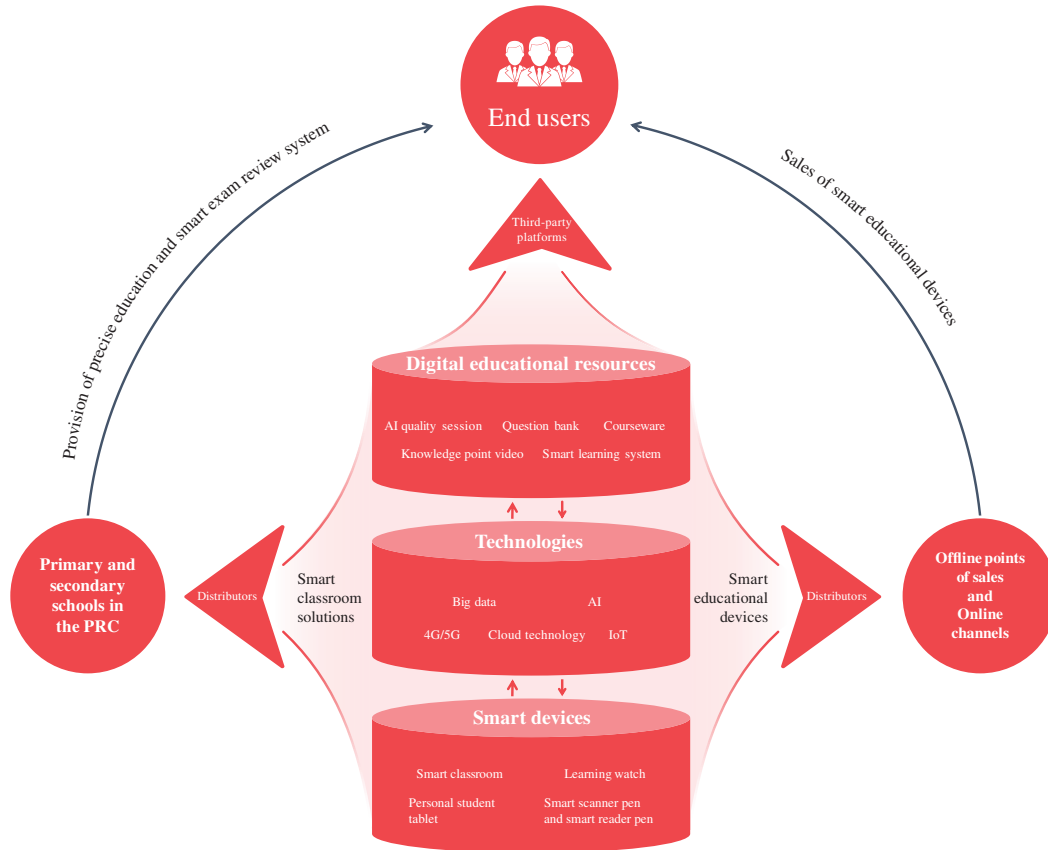 End users
Provision of precise education and smart exam review system
Sales of smart educational devices
Third-party
platforms
Digital educational resources
AI quality session Question bank Courseware
Knowledge point video Smart learning system
Primary and
secondary
schools in
the PRC
Distributors
Smart
classroom
solutions
Technologies
Big data AI
4G/5G Cloud technology IoT
Smart
educational
devices
Distributors
Offline points
of sales
and
Online
channels
Smart devices
Smart classroom Learning watch
Personal student
tablet
Smart scanner pen
and smart reader pen